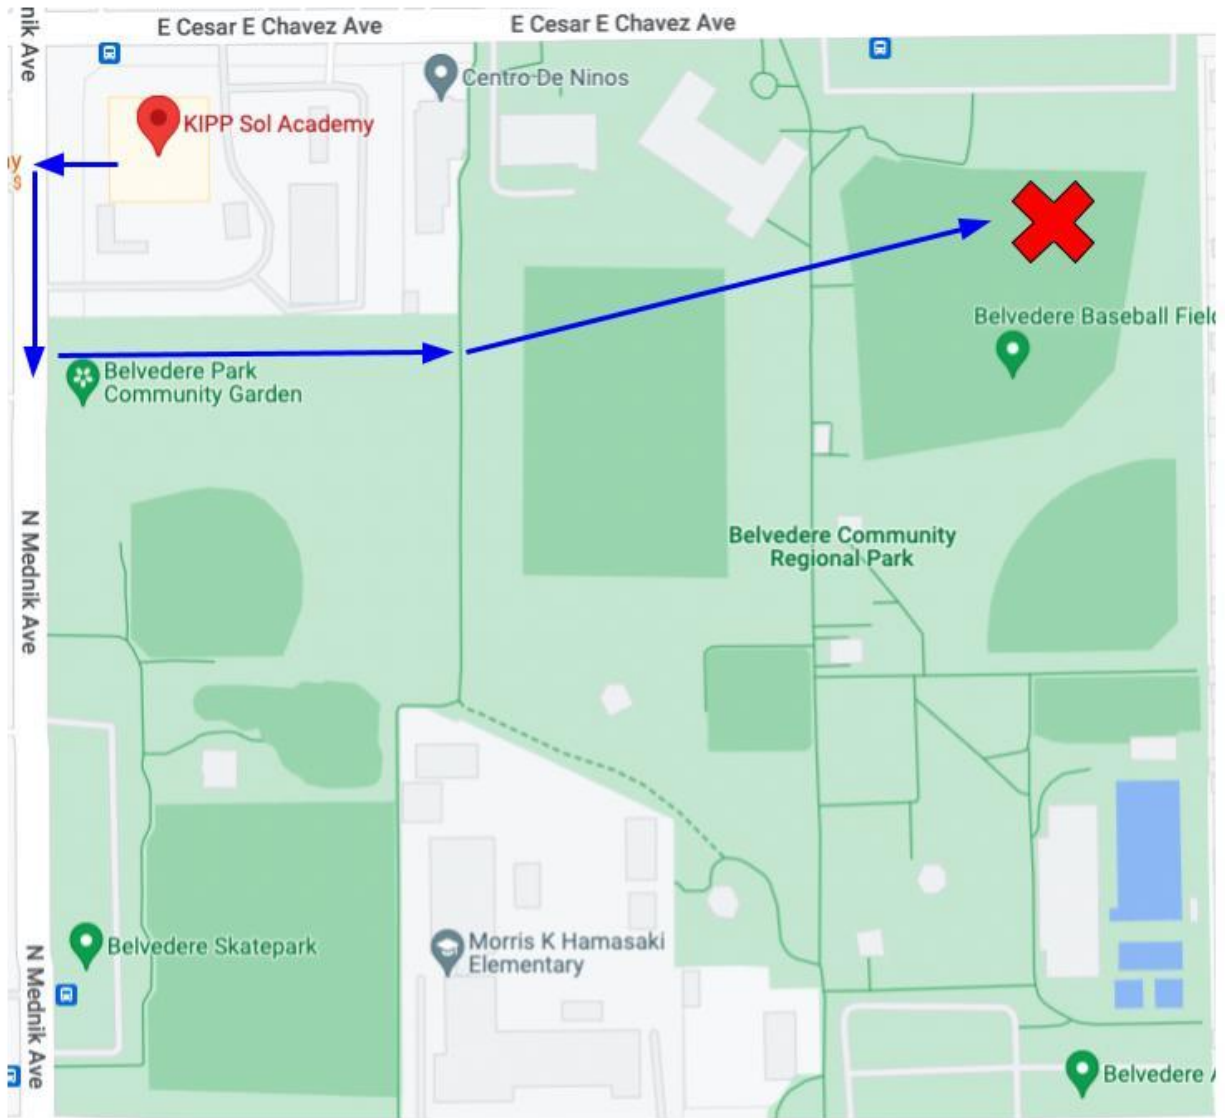 E Cesar E Chavez Ave
E Cesar E Chavez Ave
nik Ave
Centro De Ninos
KIPP Sol Academy
Belvedere Baseball Fiel
Belvedere Park
Community Garden
N Mednik Ave
Belvedere Community
Regional Park
Belvedere Skatepark
Morris K Hamasaki
Elementary
N Mednik Ave
Belvedere